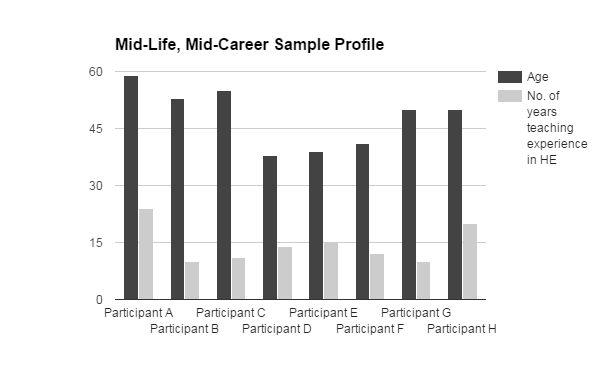 Mid-Life, Mid-Career Sample Profile
60
45
30
15
0
Age
No. of
years
teaching
experience
in HE
Participant A
Participant C
Participant E
Participant G
Participant B
Participant D
Participant F
Participant H